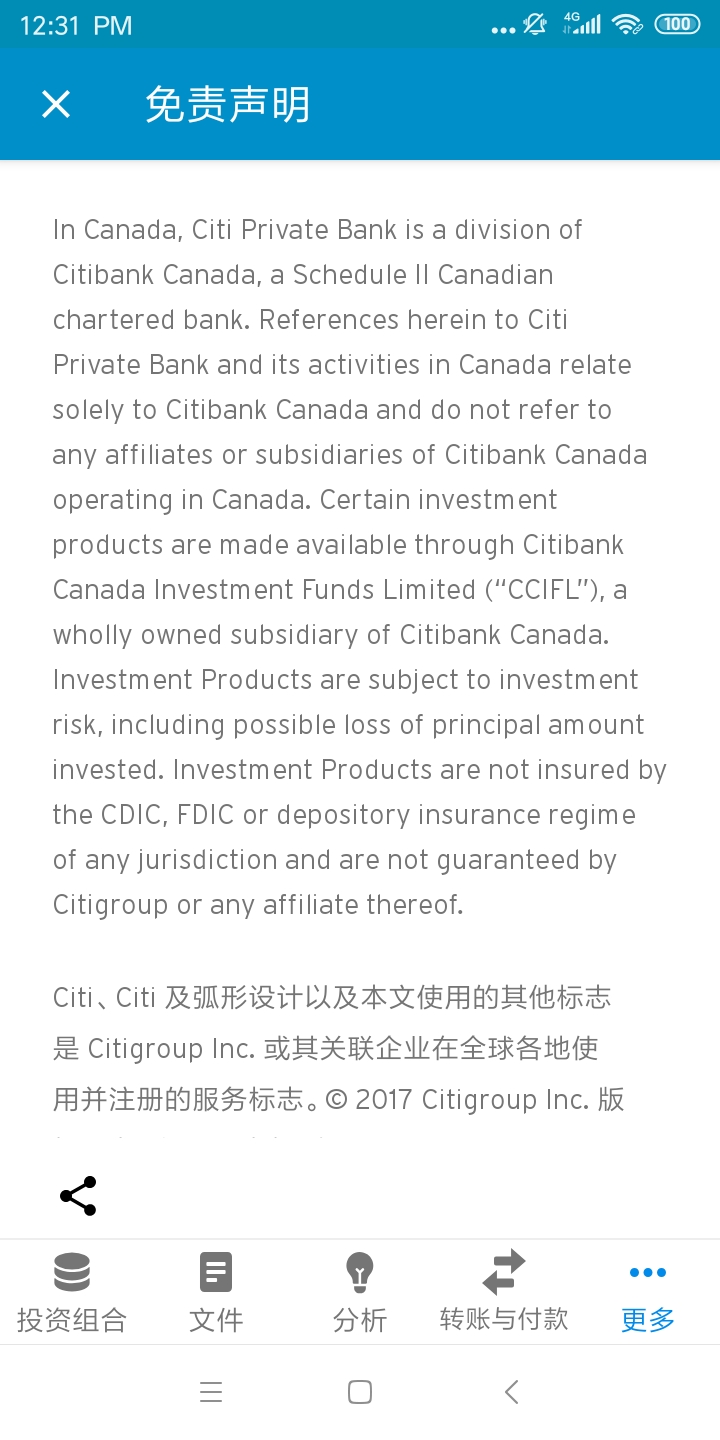 12:31 PM
4G
100
免责声明
In Canada, Citi Private Bank is a division of
Citibank Canada, a Schedule II Canadian
chartered bank. References herein to Citi
Private Bank and its activities in Canada relate
solely to Citibank Canada and do not refer to
any affiliates or subsidiaries of Citibank Canada
operating in Canada. Certain investment
products are made available through Citibank
Canada Investment Funds Limited (“CCIFL”), a
wholly owned subsidiary of Citibank Canada.
Investment Products are subject to investment
risk, including possible loss of principal amount
invested. Investment Products are not insured by
the CDIC, FDIC or depository insurance regime
of any jurisdiction and are not guaranteed by
Citigroup or any affiliate thereof.
Citi、Citi 及弧形设计以及本文使用的其他标志
是 Citigroup Inc. 或其关联企业在全球各地使
用并注册的服务标志。© 2017 Citigroup Inc. 版
投资组合
文件
分析
转账与付款
更多